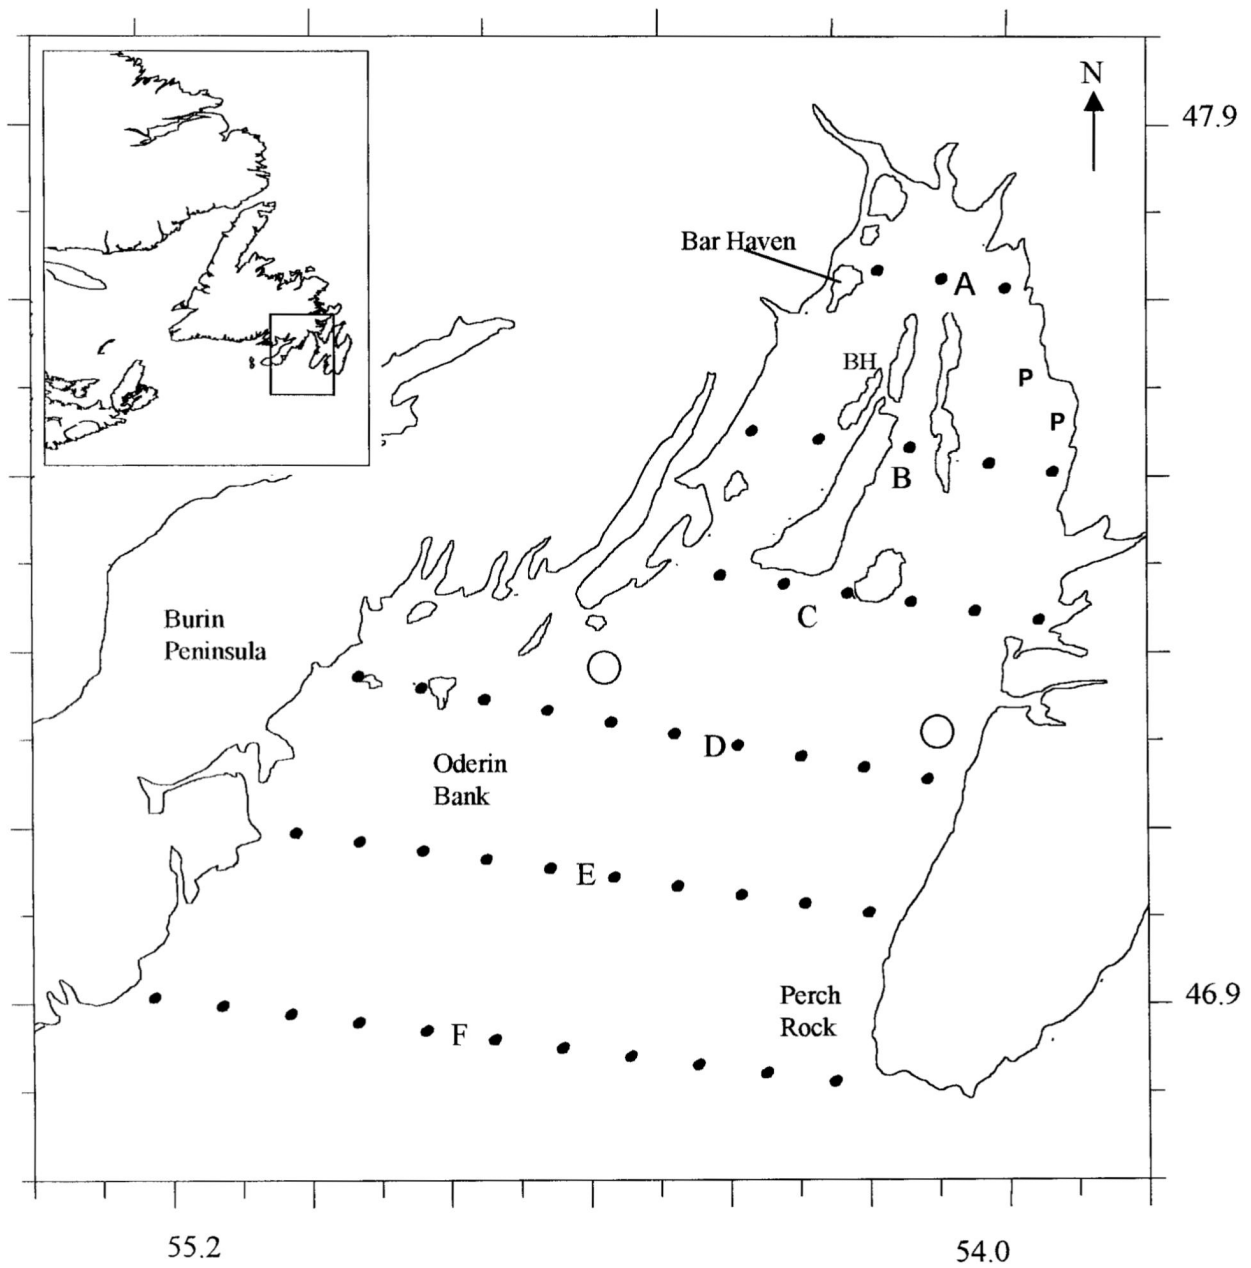 N
47.9
Bar Haven
A
BH
P
P
B
C
Burin
Peninsula
D
Oderin
Bank
E
Perch
Rock
46.9
F
55.2
54.0